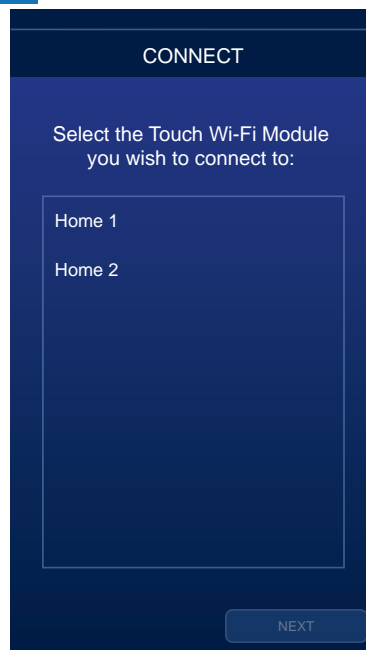 CONNECT
Select the Touch Wi-Fi Module
you wish to connect to:
Home 1
Home 2
NEXT